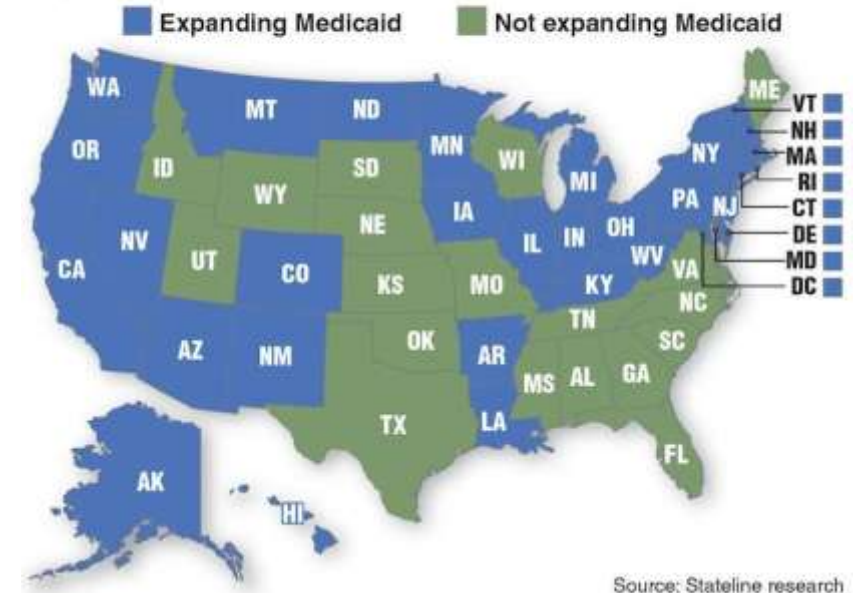 Expanding Medicaid
Not expanding Medicaid
WA
MT
ND
ME
VT
OR
ID
MN
NH
WI
NY
MA
SD
WY
MI
RI
PA
NJ
CT
IA
NE
NV
OH
DE
IL
IN
UT
WV
CA
CO
MD
VA
KS
MO
KY
DC
NC
TN
OK
SC
AZ
NM
AR
GA
MS
AL
TX
LA
FL
AK
HI
Source: Stateline research